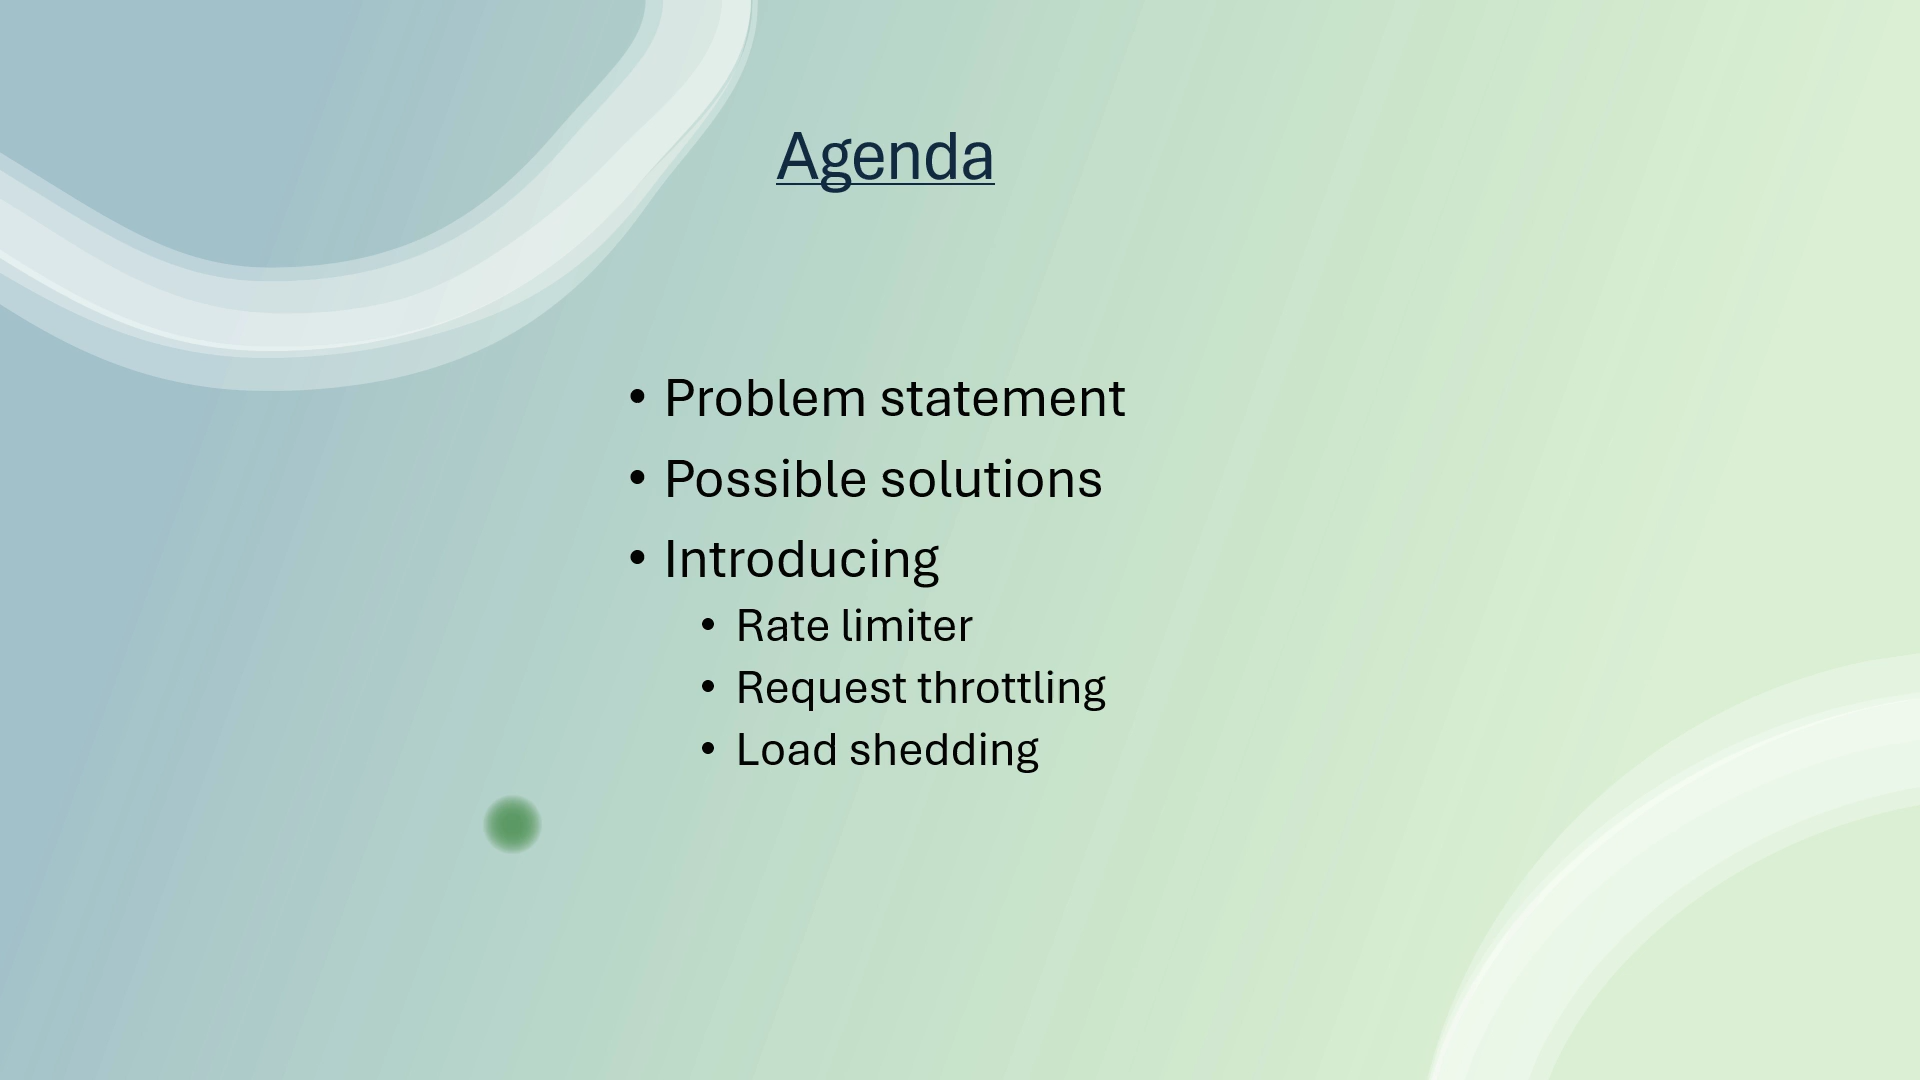 Agenda
• Problem statement
• Possible solutions
• Introducing
• Rate limiter
• Request throttling
• Load shedding